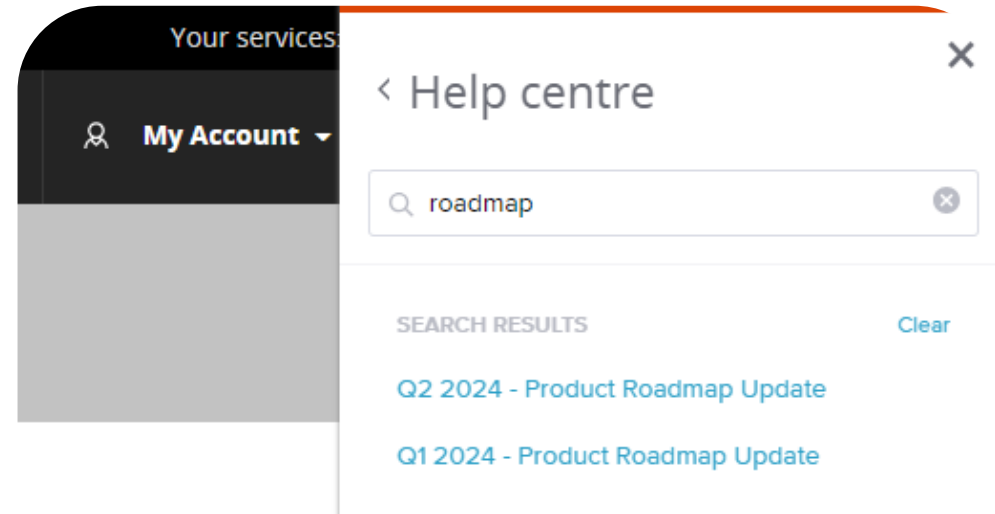 Your services:
My Account
Help centre
roadmap
SEARCH RESULTS
Clear
Q2 2024 - Product Roadmap Update
Q1 2024 - Product Roadmap Update